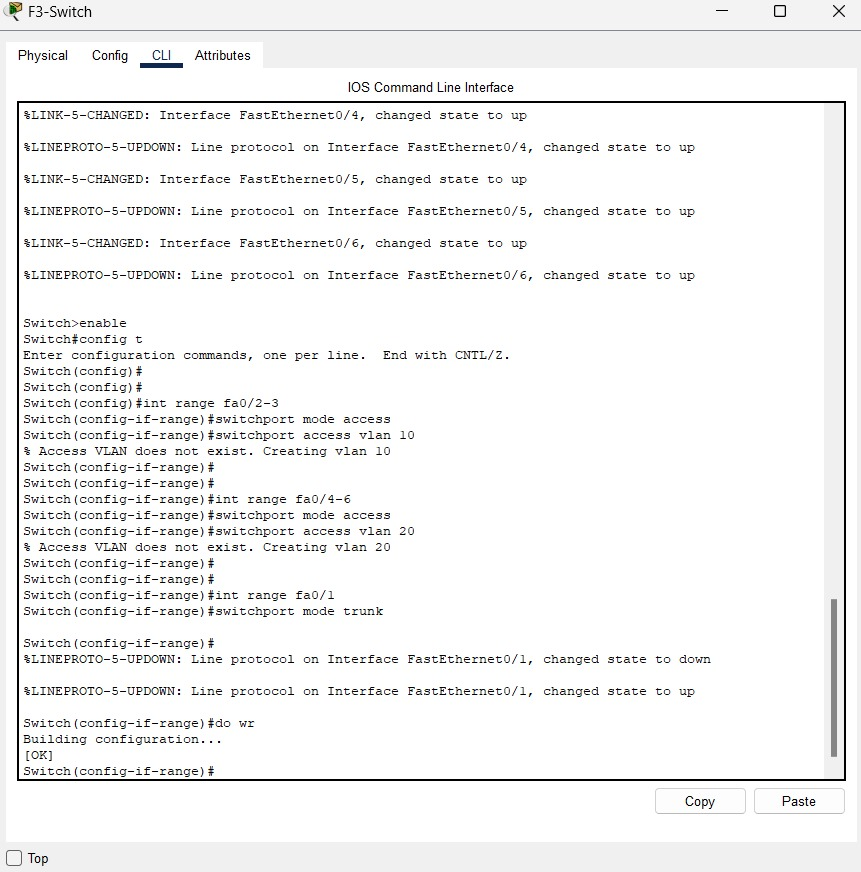 F3-Switch
Physical Config CLI Attributes
IOS Command Line Interface
%LINK-5-CHANGED: Interface FastEthernet0/4, changed state to up
%LINEPROTO-5-UPDOWN: Line protocol on Interface FastEthernet0/4, changed state to up
%LINK-5-CHANGED: Interface FastEthernet0/5, changed state to up
%LINEPROTO-5-UPDOWN: Line protocol on Interface FastEthernet0/5, changed state to up
%LINK-5-CHANGED: Interface FastEthernet0/6, changed state to up
%LINEPROTO-5-UPDOWN: Line protocol on Interface FastEthernet0/6, changed state to up
Switch>enable
Switch#config t
Enter configuration commands, one per line.  End with CNTL/Z.
Switch(config)#
Switch(config)#
Switch(config)#int range fa0/2-3
Switch(config-if-range)#switchport mode access
Switch(config-if-range)#switchport access vlan 10
% Access VLAN does not exist. Creating vlan 10
Switch(config-if-range)#
Switch(config-if-range)#
Switch(config-if-range)#int range fa0/4-6
Switch(config-if-range)#switchport mode access
Switch(config-if-range)#switchport access vlan 20
% Access VLAN does not exist. Creating vlan 20
Switch(config-if-range)#
Switch(config-if-range)#
Switch(config-if-range)#int range fa0/1
Switch(config-if-range)#switchport mode trunk
Switch(config-if-range)#
%LINEPROTO-5-UPDOWN: Line protocol on Interface FastEthernet0/1, changed state to down
%LINEPROTO-5-UPDOWN: Line protocol on Interface FastEthernet0/1, changed state to up
Switch(config-if-range)#do wr
Building configuration...
[OK]
Switch(config-if-range)#
Copy Paste
Top